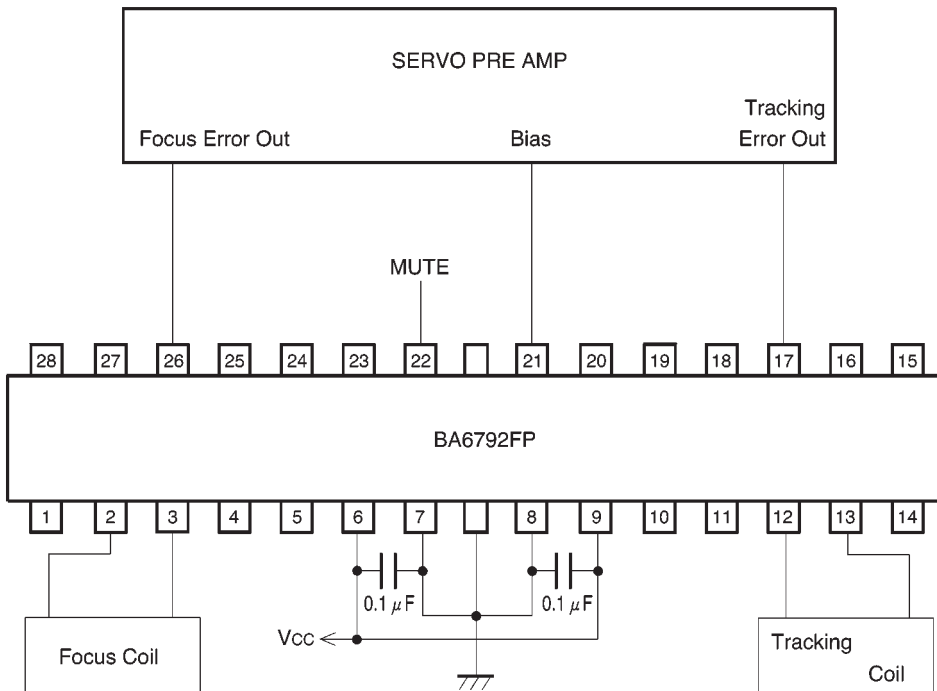 SERVO PRE AMP
Tracking
Focus Error Out Bias Error Out
MUTE
28 27 26 25 24 23 22 21 20 19 18 17 16 15
BA6792FP
1 2 3 4 5 6 7 8 9 10 11 12 13 14
0.1 μF 0.1 μF
VCC
Focus Coil
Tracking
Coil